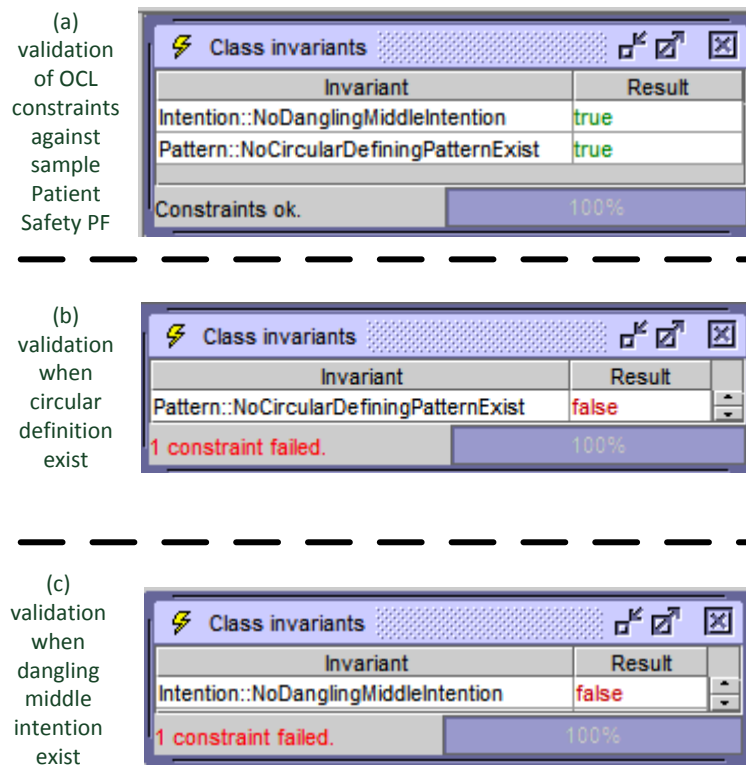 (a)
validation
of OCL
constraints
against
sample
Patient
Safety PF
Class invariants
Invariant Result
Intention::NoDanglingMiddleIntention true
Pattern::NoCircularDefiningPatternExist true
Constraints ok. 100%
(b)
validation
when
circular
definition
exist
Class invariants
Invariant Result
Pattern::NoCircularDefiningPatternExist false
1 constraint failed. 100%
(c)
validation
when
dangling
middle
intention
exist
Class invariants
Invariant Result
Intention::NoDanglingMiddleIntention false
1 constraint failed. 100%